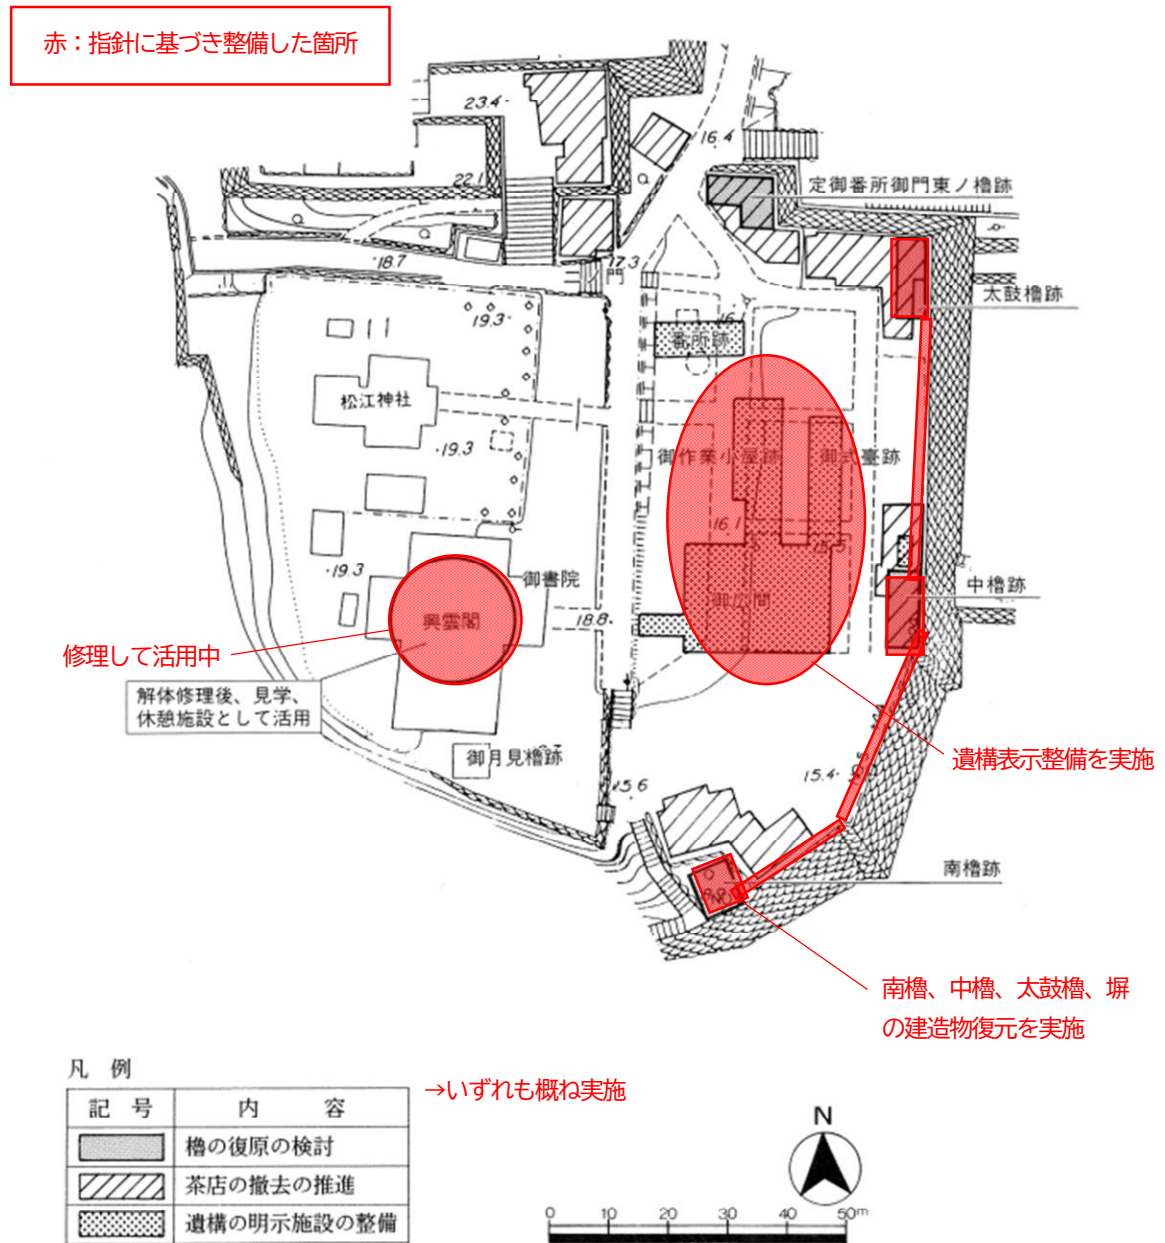 赤：指針に基づき整備した箇所
23.4
16.4
22.1
定御番所御門東ノ櫓跡
17.3
門
18.7
太鼓櫓跡
19.3
16.1
番所跡
松江神社
19.3
御作業小屋跡
御式臺跡
16.1
19.3
御書院
中櫓跡
興雲閣
御広間
18.8
修理して活用中
解体修理後、見学、
休憩施設として活用
御月見櫓跡
遺構表示整備を実施
15.4
15.6
南櫓跡
南櫓、中櫓、太鼓櫓、塀
の建造物復元を実施
凡 例
→いずれも概ね実施
記 号 内 容
櫓の復原の検討
茶店の撤去の推進
遺構の明示施設の整備
N
0 10 20 30 40 50m